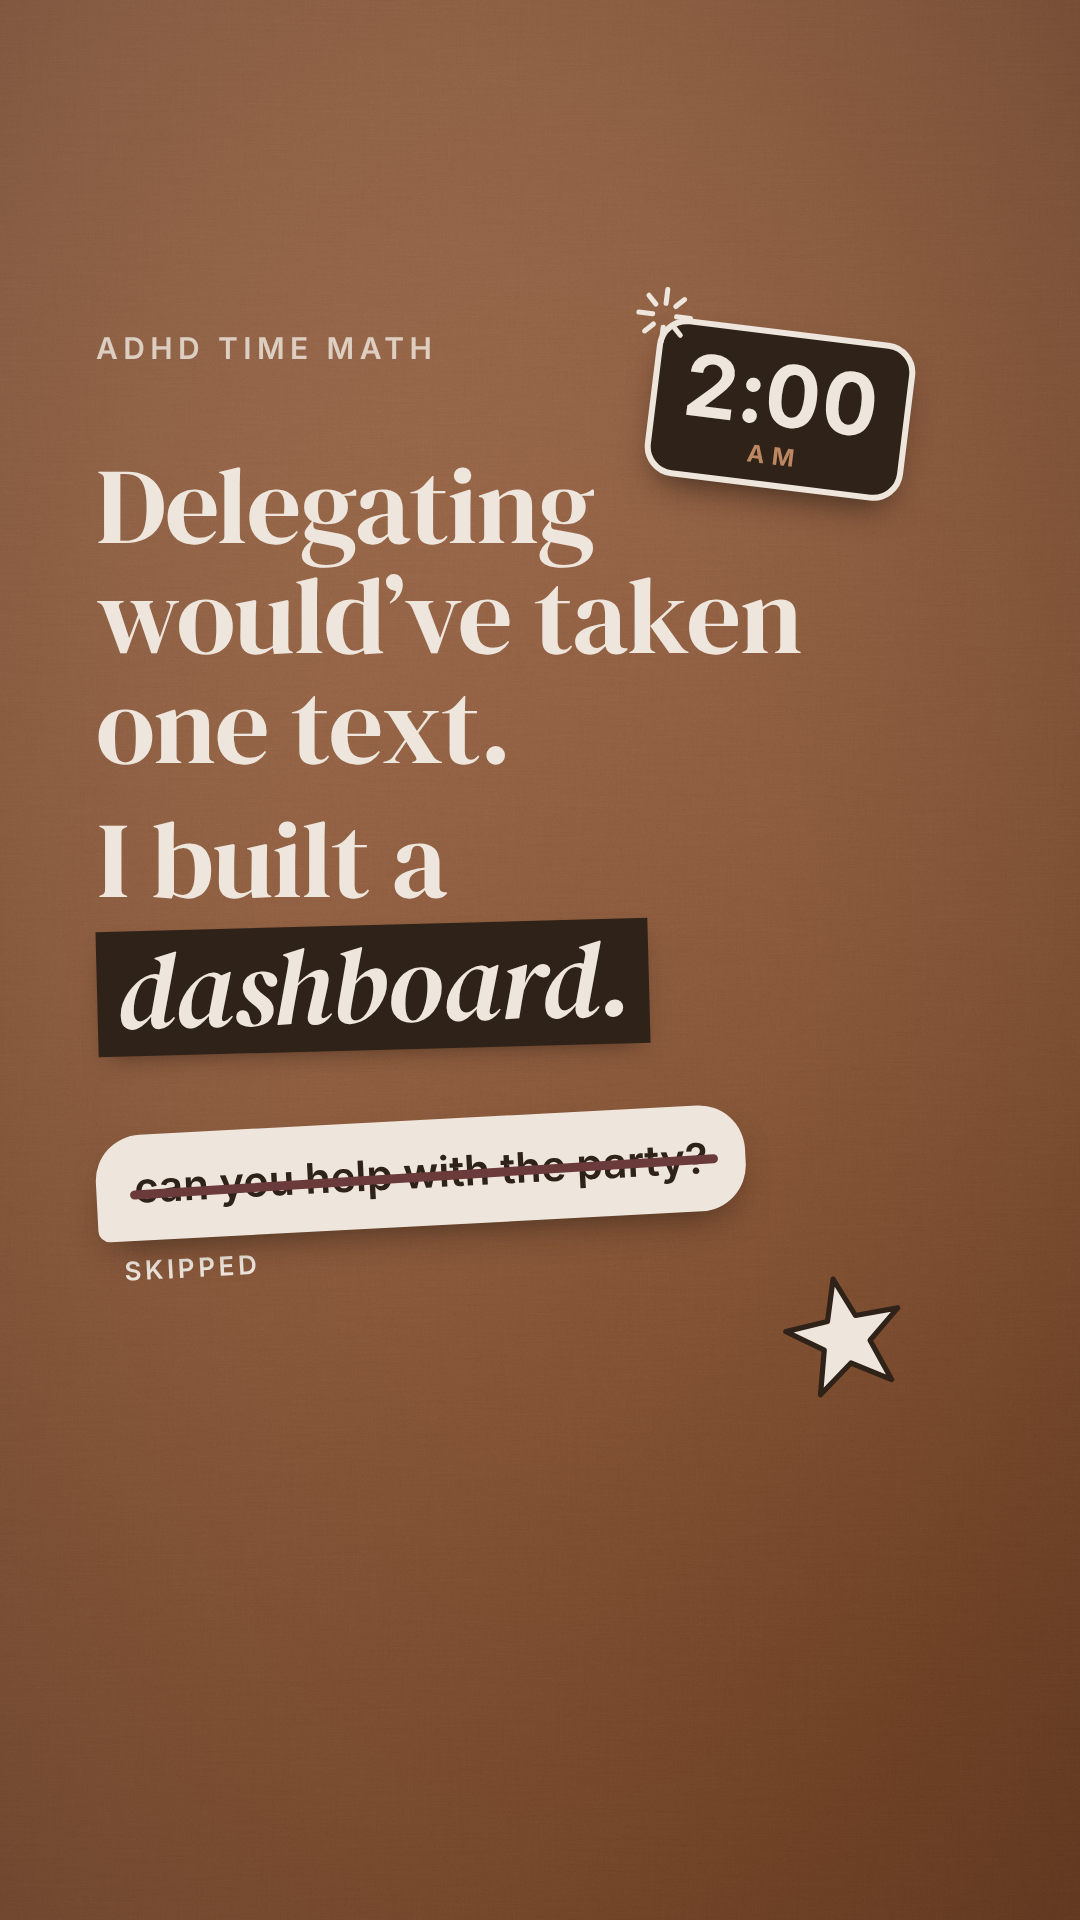 ADHD TIME MATH
2:00
AM
Delegating
would’ve taken
one text.
I built a
dashboard.
can you help with the party?
SKIPPED